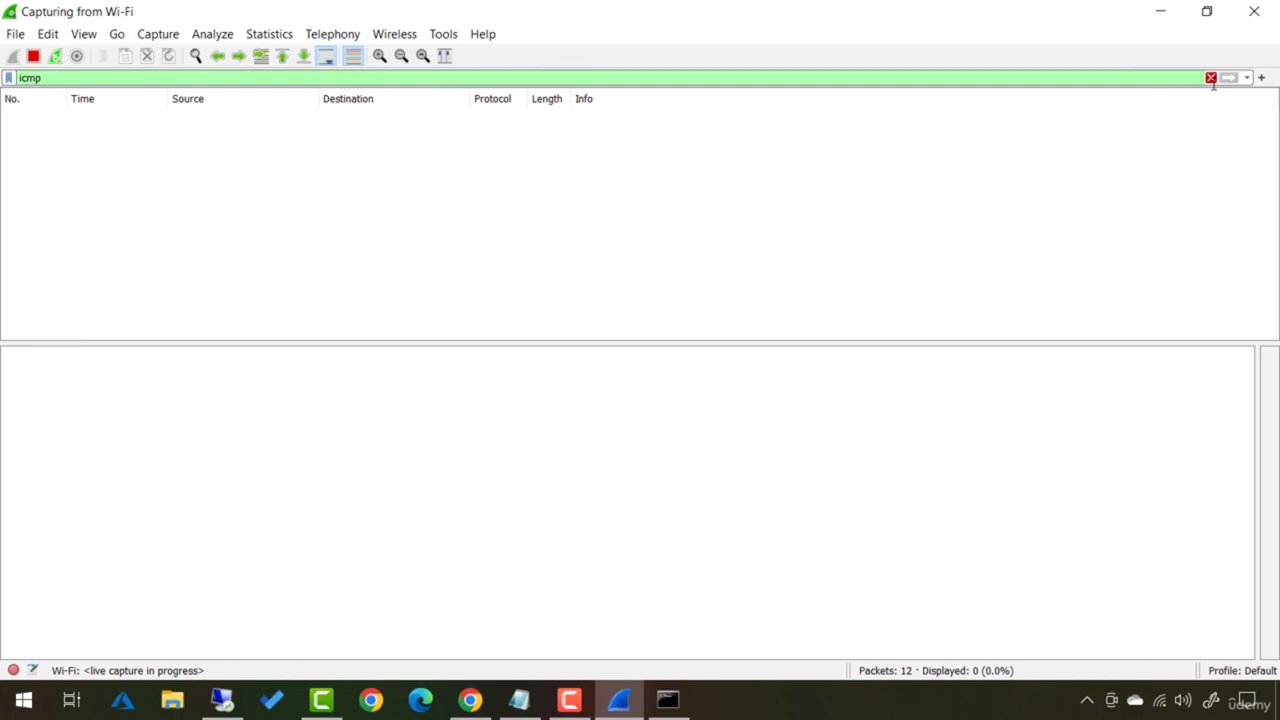 Capturing from Wi-Fi
File Edit View Go Capture Analyze Statistics Telephony Wireless Tools Help
icmp
No. Time Source Destination Protocol Length Info
Wi-Fi: <live capture in progress> Packets: 12 · Displayed: 0 (0.0%) Profile: Default
udemy